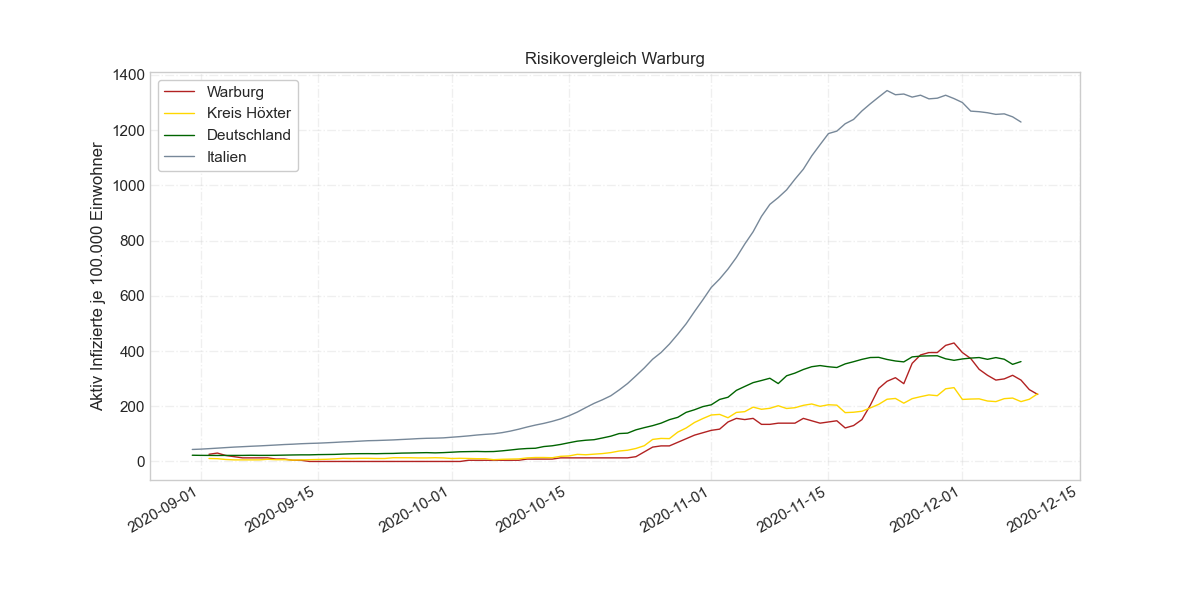 Risikovergleich Warburg
Warburg
Kreis Höxter
Deutschland
Italien
Aktiv Infizierte je 100.000 Einwohner
1400
1200
1000
800
600
400
200
0
2020-09-01
2020-09-15
2020-10-01
2020-10-15
2020-11-01
2020-11-15
2020-12-01
2020-12-15